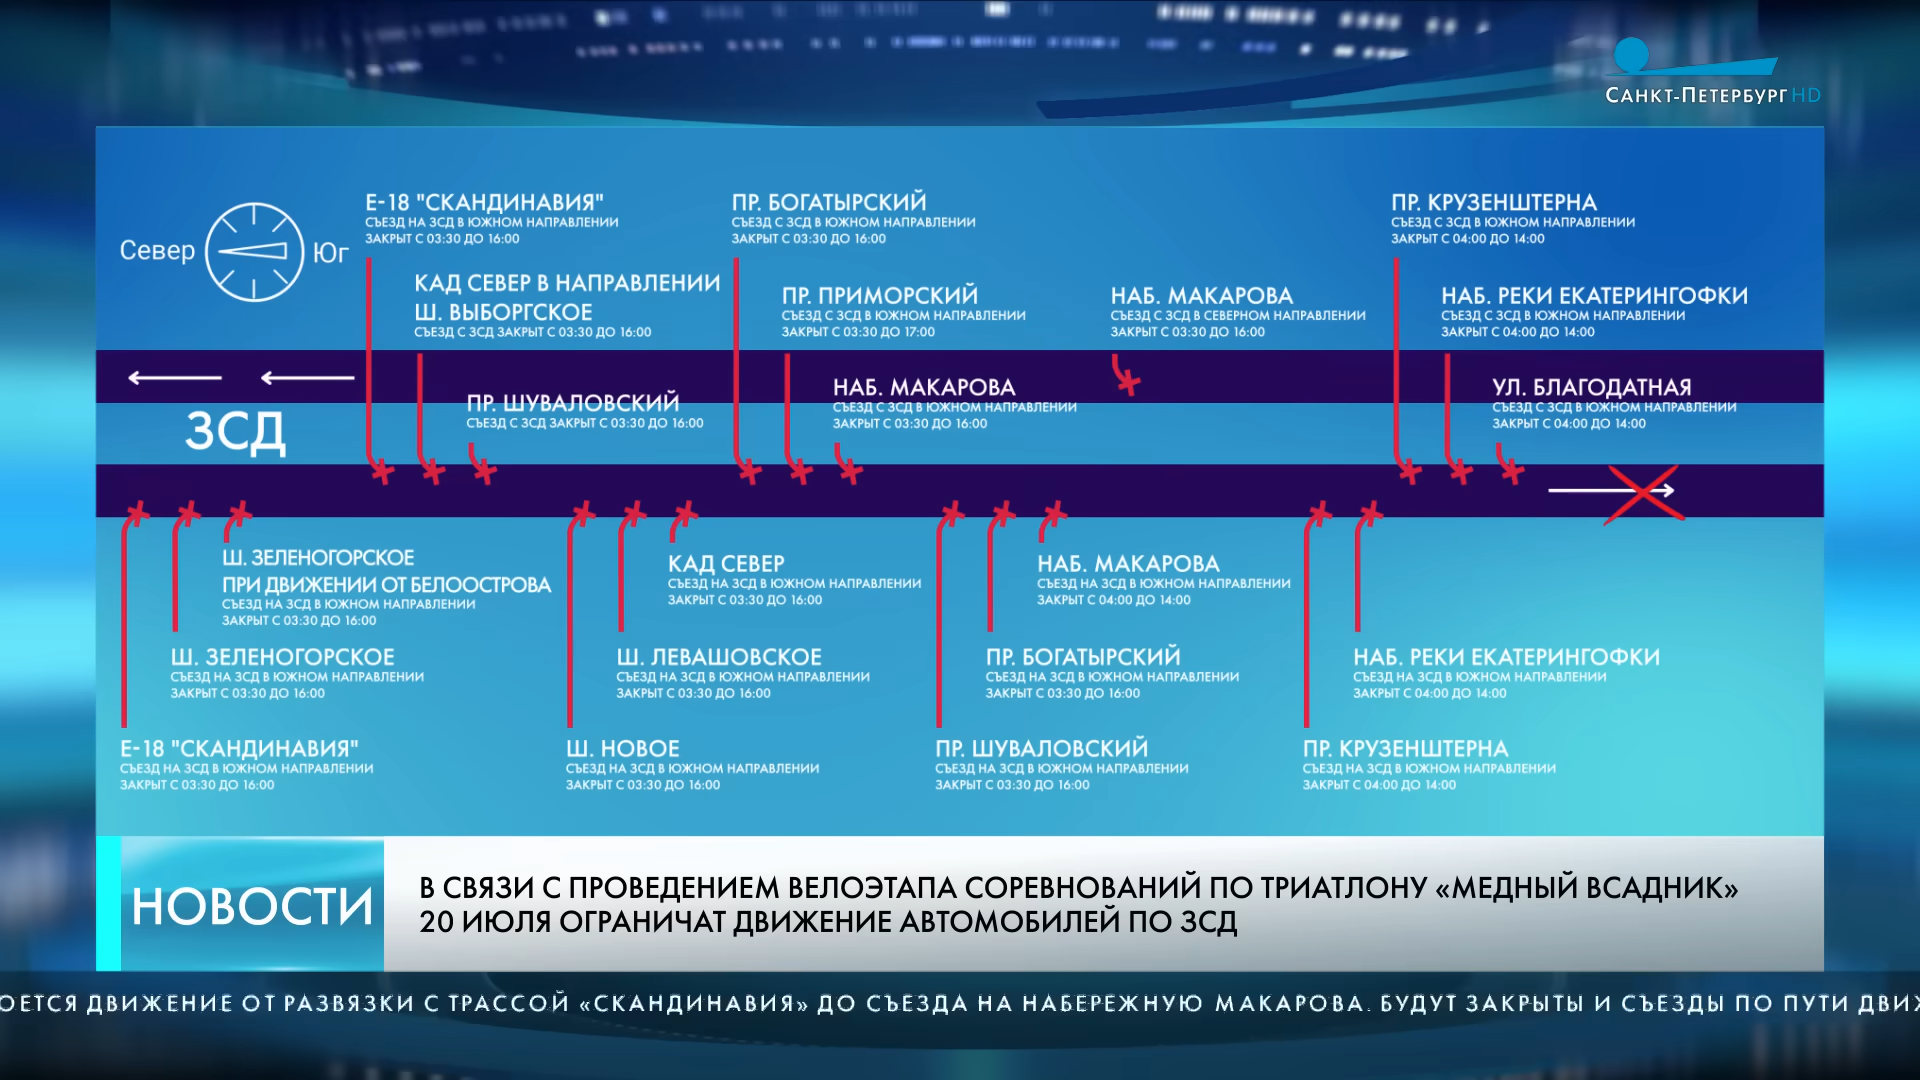 САНКТ-ПЕТЕРБУРГ HD
Север
Юг
Е-18 "СКАНДИНАВИЯ"
СЪЕЗД НА ЗСД В ЮЖНОМ НАПРАВЛЕНИИ
ЗАКРЫТ С 03:30 ДО 16:00
КАД СЕВЕР В НАПРАВЛЕНИИ
Ш. ВЫБОРГСКОЕ
СЪЕЗД С ЗСД ЗАКРЫТ С 03:30 ДО 16:00
ПР. ШУВАЛОВСКИЙ
СЪЕЗД С ЗСД ЗАКРЫТ С 03:30 ДО 16:00
ПР. БОГАТЫРСКИЙ
СЪЕЗД С ЗСД В ЮЖНОМ НАПРАВЛЕНИИ
ЗАКРЫТ С 03:30 ДО 16:00
ПР. ПРИМОРСКИЙ
СЪЕЗД С ЗСД В ЮЖНОМ НАПРАВЛЕНИИ
ЗАКРЫТ С 03:30 ДО 17:00
НАБ. МАКАРОВА
СЪЕЗД С ЗСД В ЮЖНОМ НАПРАВЛЕНИИ
ЗАКРЫТ С 03:30 ДО 16:00
НАБ. МАКАРОВА
СЪЕЗД С ЗСД В СЕВЕРНОМ НАПРАВЛЕНИИ
ЗАКРЫТ С 03:30 ДО 16:00
ПР. КРУЗЕНШТЕРНА
СЪЕЗД С ЗСД В ЮЖНОМ НАПРАВЛЕНИИ
ЗАКРЫТ С 04:00 ДО 14:00
НАБ. РЕКИ ЕКАТЕРИНГОФКИ
СЪЕЗД С ЗСД В ЮЖНОМ НАПРАВЛЕНИИ
ЗАКРЫТ С 04:00 ДО 14:00
УЛ. БЛАГОДАТНАЯ
СЪЕЗД С ЗСД В ЮЖНОМ НАПРАВЛЕНИИ
ЗАКРЫТ С 04:00 ДО 14:00
ЗСД
Ш. ЗЕЛЕНОГОРСКОЕ
ПРИ ДВИЖЕНИИ ОТ БЕЛООСТРОВА
СЪЕЗД НА ЗСД В ЮЖНОМ НАПРАВЛЕНИИ
ЗАКРЫТ С 03:30 ДО 16:00
Ш. ЗЕЛЕНОГОРСКОЕ
СЪЕЗД НА ЗСД В ЮЖНОМ НАПРАВЛЕНИИ
ЗАКРЫТ С 03:30 ДО 16:00
Е-18 "СКАНДИНАВИЯ"
СЪЕЗД НА ЗСД В ЮЖНОМ НАПРАВЛЕНИИ
ЗАКРЫТ С 03:30 ДО 16:00
КАД СЕВЕР
СЪЕЗД НА ЗСД В ЮЖНОМ НАПРАВЛЕНИИ
ЗАКРЫТ С 03:30 ДО 16:00
Ш. ЛЕВАШОВСКОЕ
СЪЕЗД НА ЗСД В ЮЖНОМ НАПРАВЛЕНИИ
ЗАКРЫТ С 03:30 ДО 16:00
Ш. НОВОЕ
СЪЕЗД НА ЗСД В ЮЖНОМ НАПРАВЛЕНИИ
ЗАКРЫТ С 03:30 ДО 16:00
НАБ. МАКАРОВА
СЪЕЗД НА ЗСД В ЮЖНОМ НАПРАВЛЕНИИ
ЗАКРЫТ С 04:00 ДО 14:00
ПР. БОГАТЫРСКИЙ
СЪЕЗД НА ЗСД В ЮЖНОМ НАПРАВЛЕНИИ
ЗАКРЫТ С 03:30 ДО 16:00
ПР. ШУВАЛОВСКИЙ
СЪЕЗД НА ЗСД В ЮЖНОМ НАПРАВЛЕНИИ
ЗАКРЫТ С 03:30 ДО 16:00
НАБ. РЕКИ ЕКАТЕРИНГОФКИ
СЪЕЗД НА ЗСД В ЮЖНОМ НАПРАВЛЕНИИ
ЗАКРЫТ С 04:00 ДО 14:00
ПР. КРУЗЕНШТЕРНА
СЪЕЗД НА ЗСД В ЮЖНОМ НАПРАВЛЕНИИ
ЗАКРЫТ С 04:00 ДО 14:00
НОВОСТИ
В СВЯЗИ С ПРОВЕДЕНИЕМ ВЕЛОЭТАПА СОРЕВНОВАНИЙ ПО ТРИАТЛОНУ «МЕДНЫЙ ВСАДНИК»
20 ИЮЛЯ ОГРАНИЧАТ ДВИЖЕНИЕ АВТОМОБИЛЕЙ ПО ЗСД
ОЕТСЯ ДВИЖЕНИЕ ОТ РАЗВЯЗКИ С ТРАССОЙ «СКАНДИНАВИЯ» ДО СЪЕЗДА НА НАБЕРЕЖНУЮ МАКАРОВА. БУДУТ ЗАКРЫТЫ И СЪЕЗДЫ ПО ПУТИ ДВИЖ